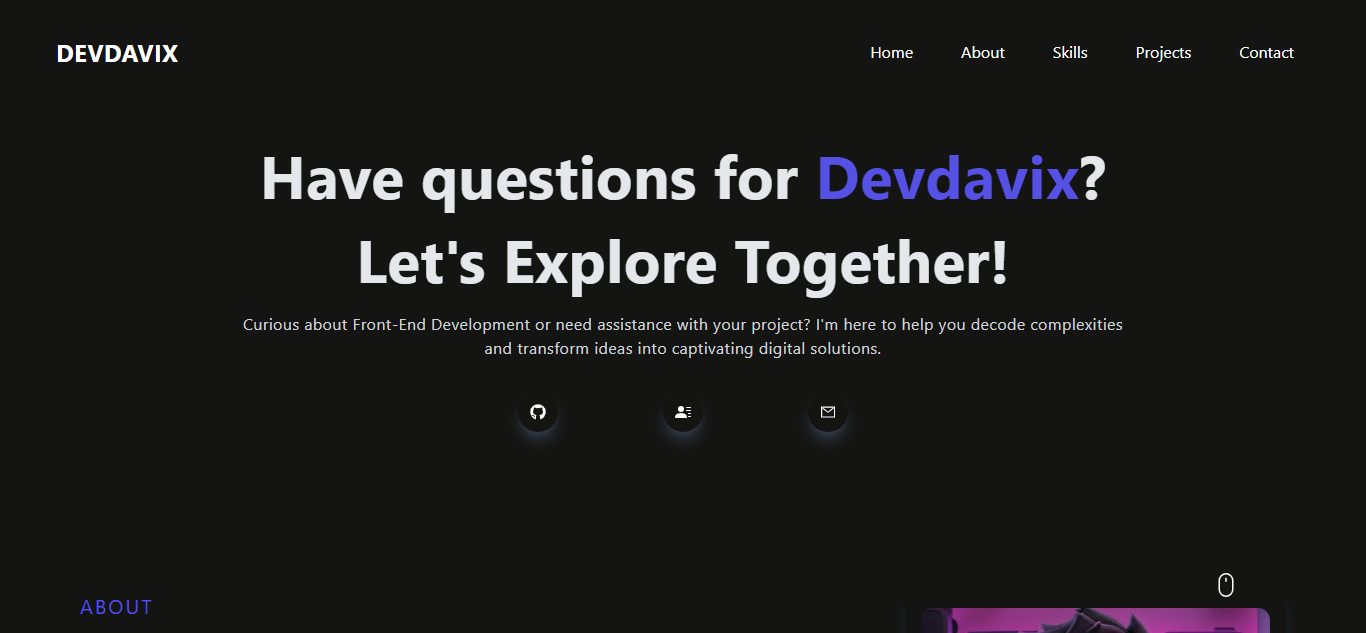 DEVDAVIX
Home About Skills Projects Contact
Have questions for Devdavix?
Let's Explore Together!
Curious about Front-End Development or need assistance with your project? I'm here to help you decode complexities
and transform ideas into captivating digital solutions.
ABOUT